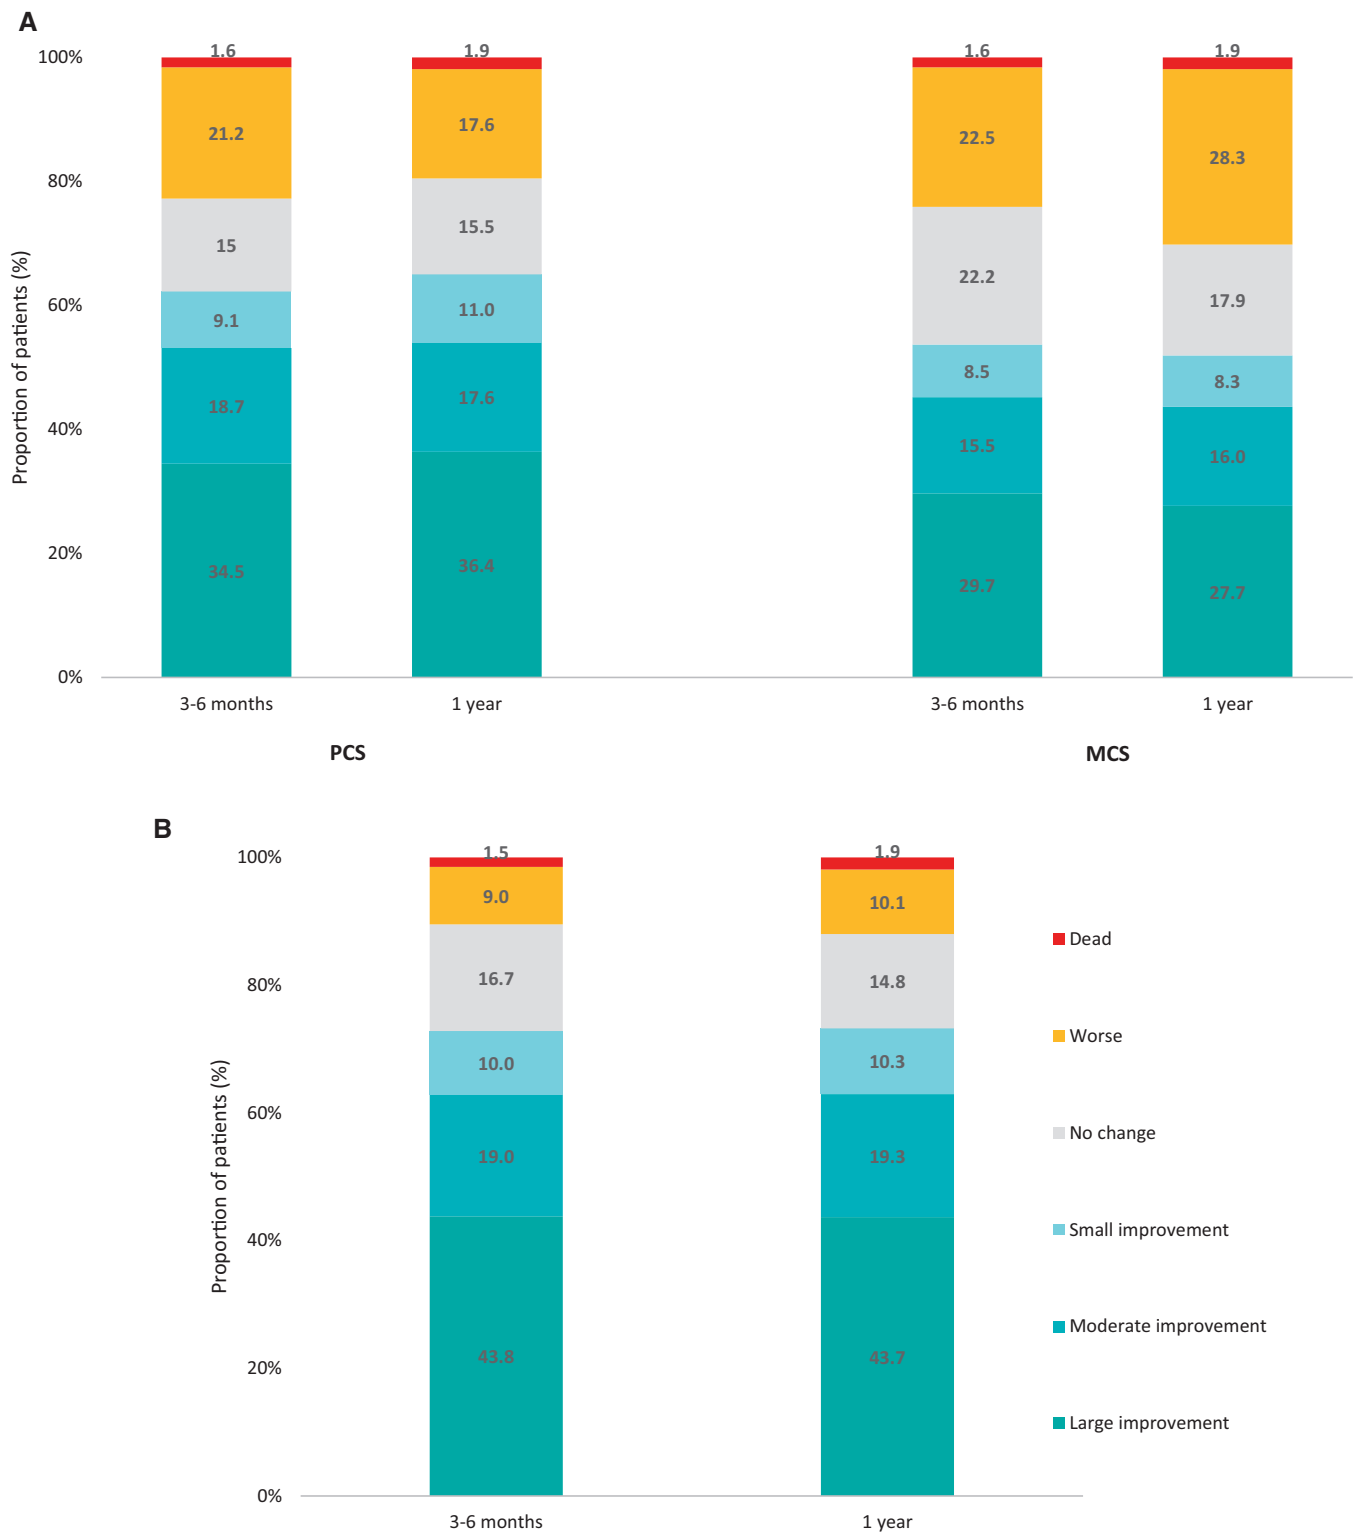 A
Proportion of patients (%)
100%
80%
60%
40%
20%
0%
1.6
21.2
15
9.1
18.7
34.5
1.9
17.6
15.5
11.0
17.6
36.4
1.6
22.5
22.2
8.5
15.5
29.7
1.9
28.3
17.9
8.3
16.0
27.7
3-6 months
1 year
3-6 months
1 year
PCS
MCS
B
Proportion of patients (%)
100%
80%
60%
40%
20%
0%
1.5
9.0
16.7
10.0
19.0
43.8
1.9
10.1
14.8
10.3
19.3
43.7
3-6 months
1 year
Dead
Worse
No change
Small improvement
Moderate improvement
Large improvement